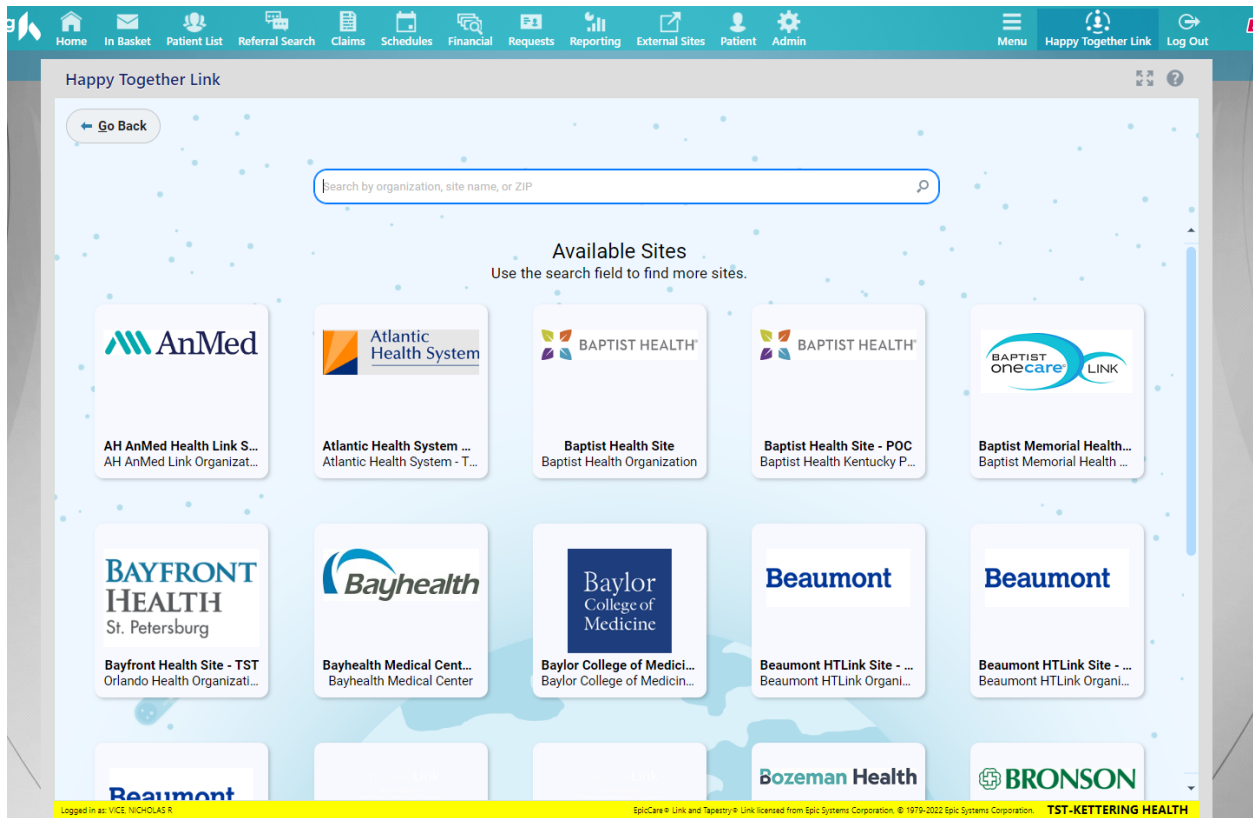 g
Home In Basket Patient List Referral Search Claims Schedules Financial Requests Reporting External Sites Patient Admin Menu Happy Together Link Log Out
Happy Together Link
Go Back
Search by organization, site name, or ZIP
Available Sites
Use the search field to find more sites.
AnMed
AH AnMed Health Link S...
AH AnMed Link Organizat...
Atlantic
Health System
Atlantic Health System ...
Atlantic Health System - T...
BAPTIST HEALTH®
Baptist Health Site
Baptist Health Organization
BAPTIST HEALTH®
Baptist Health Site - POC
Baptist Health Kentucky P...
BAPTIST
onecare® LINK
Baptist Memorial Health...
Baptist Memorial Health ...
BAYFRONT
HEALTH
St. Petersburg
Bayfront Health Site - TST
Orlando Health Organizati...
Bayhealth
Bayhealth Medical Cent...
Bayhealth Medical Center
Baylor
College of
Medicine
Baylor College of Medici...
Baylor College of Medicin...
Beaumont
Beaumont HTLink Site - ...
Beaumont HTLink Organi...
Beaumont
Beaumont HTLink Site - ...
Beaumont HTLink Organi...
Beaumont
Bozeman Health
BRONSON
Logged in as: VICE, NICHOLAS R
EpicCare® Link and Tapestry® Link licensed from Epic Systems Corporation, © 1979-2022 Epic Systems Corporation. TST-KETTERING HEALTH